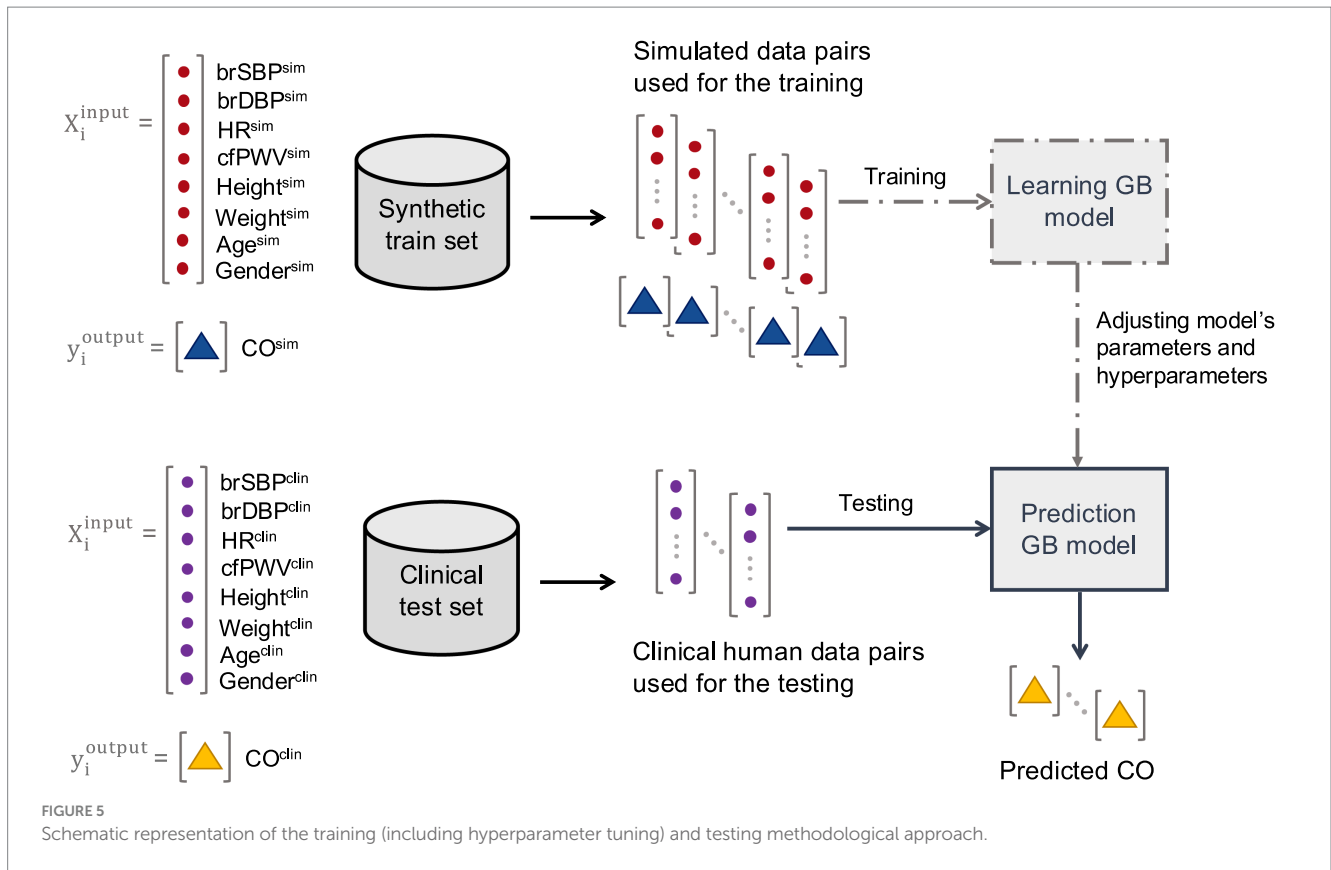 Simulated data pairs
used for the training
X_i^input =
brSBP^sim
brDBP^sim
HR^sim
cfPWV^sim
Height^sim
Weight^sim
Age^sim
Gender^sim
Synthetic
train set
Training
Learning GB
model
y_i^output =
CO^sim
Adjusting model's
parameters and
hyperparameters
X_i^input =
brSBP^clin
brDBP^clin
HR^clin
cfPWV^clin
Height^clin
Weight^clin
Age^clin
Gender^clin
Clinical
test set
Testing
Prediction
GB model
Clinical human data pairs
used for the testing
y_i^output =
CO^clin
Predicted CO
FIGURE 5
Schematic representation of the training (including hyperparameter tuning) and testing methodological approach.